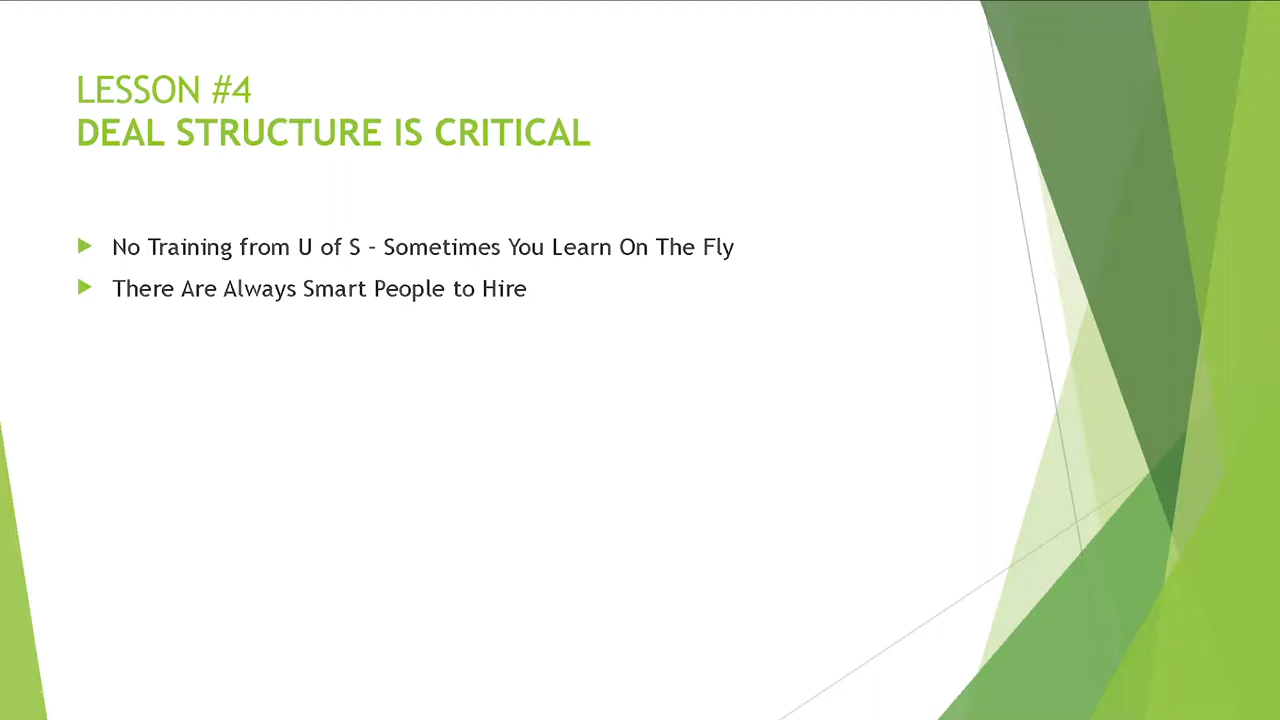 LESSON #4
DEAL STRUCTURE IS CRITICAL
No Training from U of S - Sometimes You Learn On The Fly
There Are Always Smart People to Hire